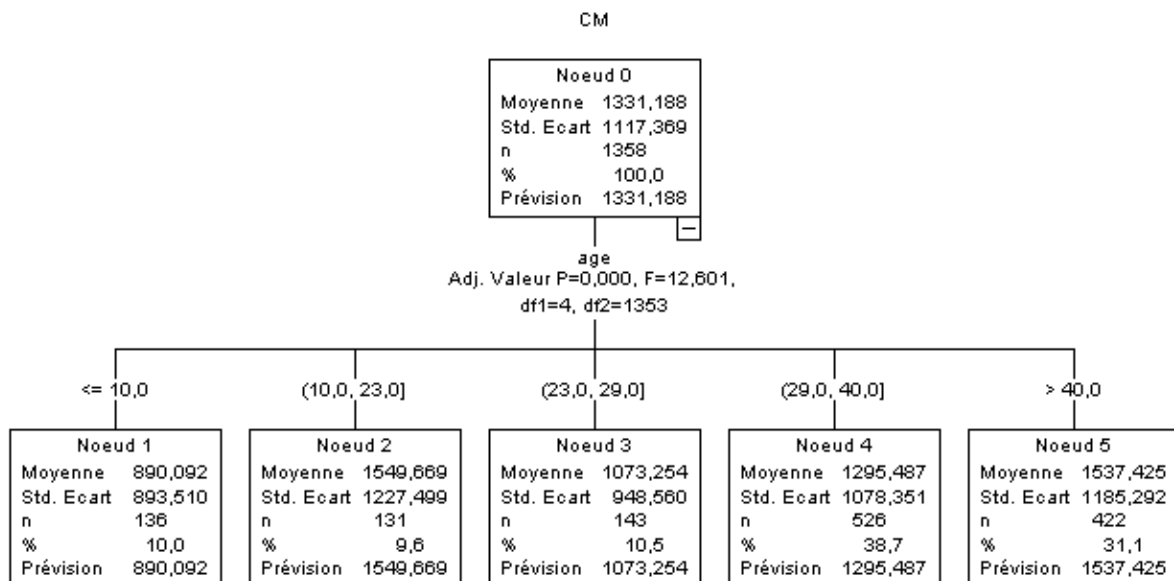 CM
Noeud 0
Moyenne 1331,188
Std. Ecart 1117,369
n 1358
% 100,0
Prévision 1331,188
age
Adj. Valeur P=0,000, F=12,601,
df1=4, df2=1353
<= 10,0 (10,0, 23,0] (23,0, 29,0] (29,0, 40,0] > 40,0
Noeud 1
Moyenne 890,092
Std. Ecart 893,510
n 136
% 10,0
Prévision 890,092
Noeud 2
Moyenne 1549,669
Std. Ecart 1227,499
n 131
% 9,6
Prévision 1549,669
Noeud 3
Moyenne 1073,254
Std. Ecart 948,560
n 143
% 10,5
Prévision 1073,254
Noeud 4
Moyenne 1295,487
Std. Ecart 1078,351
n 526
% 38,7
Prévision 1295,487
Noeud 5
Moyenne 1537,425
Std. Ecart 1185,292
n 422
% 31,1
Prévision 1537,425